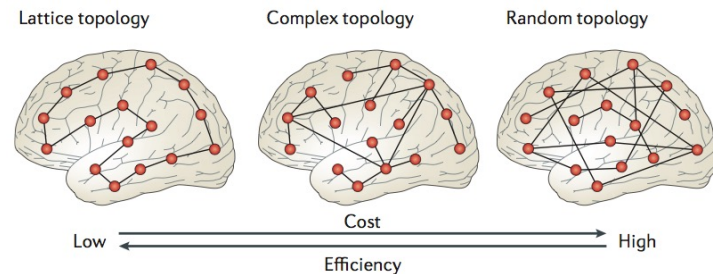 Lattice topology
Complex topology
Random topology
Cost
Low
High
Efficiency